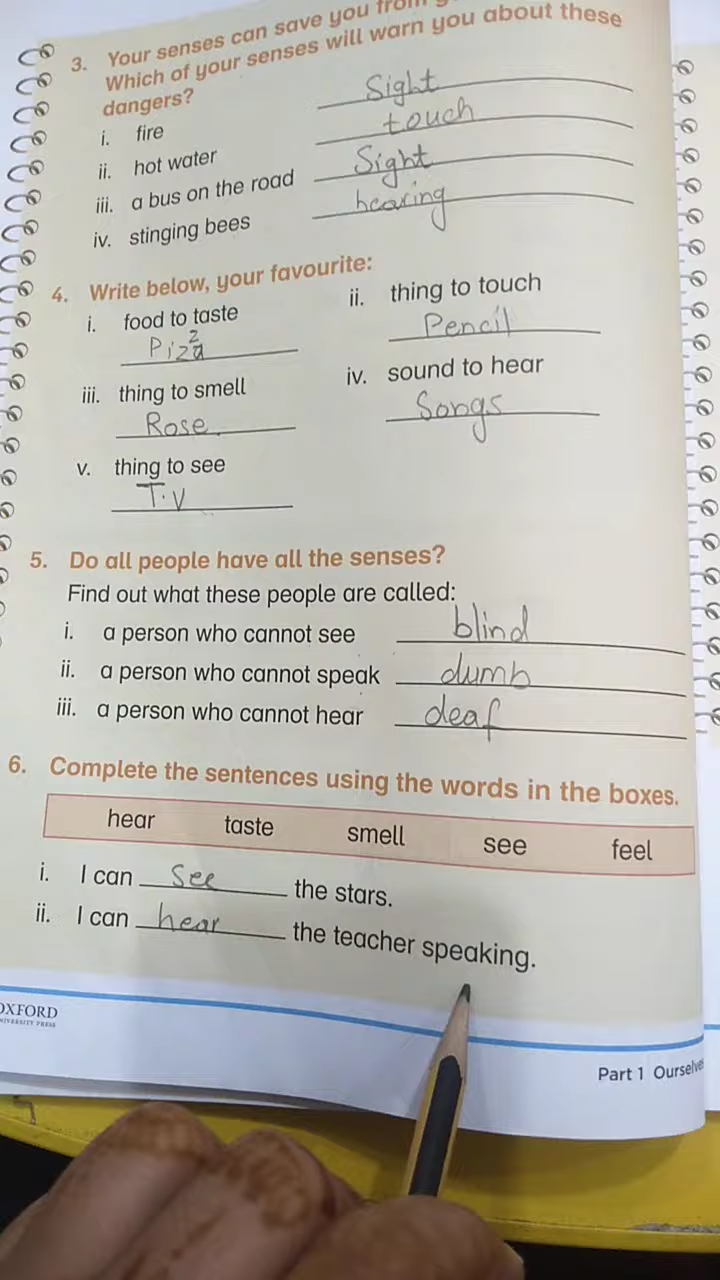 3. Your senses can save you from
Which of your senses will warn you about these
dangers?
i. fire Sight
ii. hot water touch
iii. a bus on the road Sight
iv. stinging bees hearing
4. Write below, your favourite:
i. food to taste ii. thing to touch
Pizza Pencil
iii. thing to smell iv. sound to hear
Rose Songs
v. thing to see
T.V
5. Do all people have all the senses?
Find out what these people are called:
i. a person who cannot see blind
ii. a person who cannot speak dumb
iii. a person who cannot hear deaf
6. Complete the sentences using the words in the boxes.
hear taste smell see feel
i. I can see the stars.
ii. I can hear the teacher speaking.
OXFORD
UNIVERSITY PRESS
Part 1 Ourselves